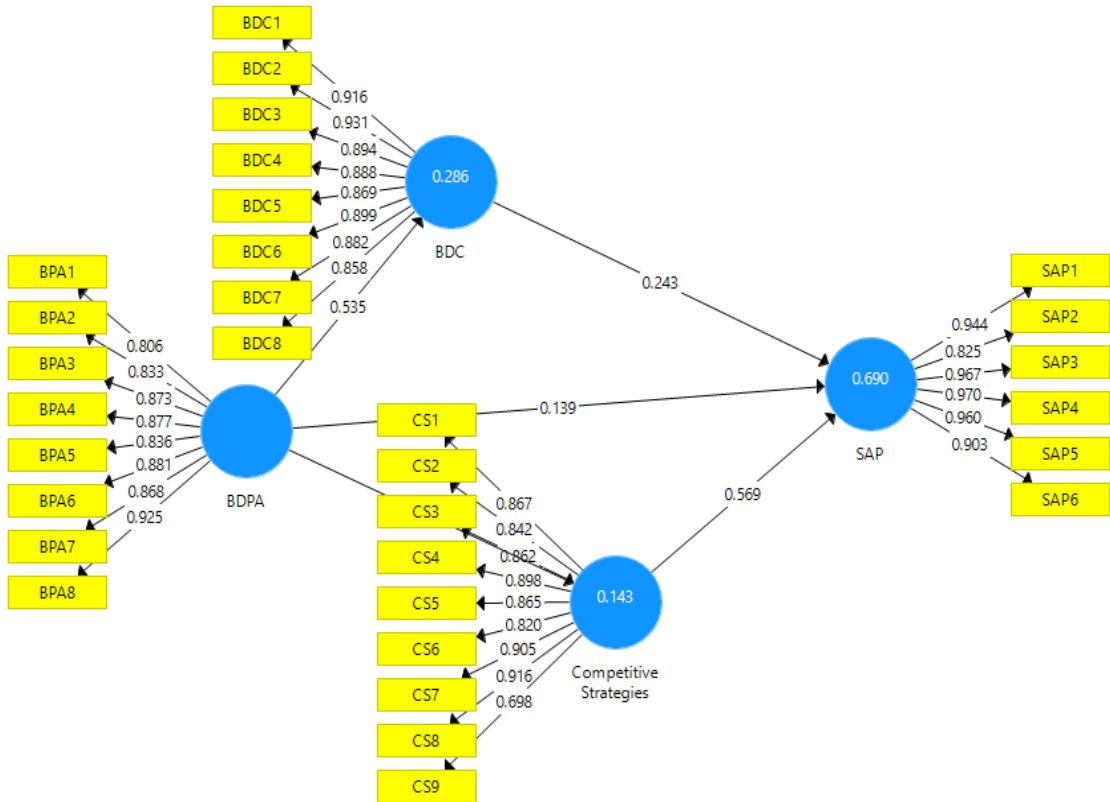 BDC1
BDC2
BDC3
BDC4
BDC5
BDC6
BDC7
BDC8
0.916
0.931
0.894
0.888
0.869
0.899
0.882
0.858
0.535
0.286
BDC
BPA1
BPA2
BPA3
BPA4
BPA5
BPA6
BPA7
BPA8
0.806
0.833
0.873
0.877
0.836
0.881
0.868
0.925
BDPA
0.243
0.139
0.569
CS1
CS2
CS3
CS4
CS5
CS6
CS7
CS8
CS9
0.867
0.842
0.862
0.898
0.865
0.820
0.905
0.916
0.698
0.143
Competitive
Strategies
0.690
SAP
0.944
0.825
0.967
0.970
0.960
0.903
SAP1
SAP2
SAP3
SAP4
SAP5
SAP6